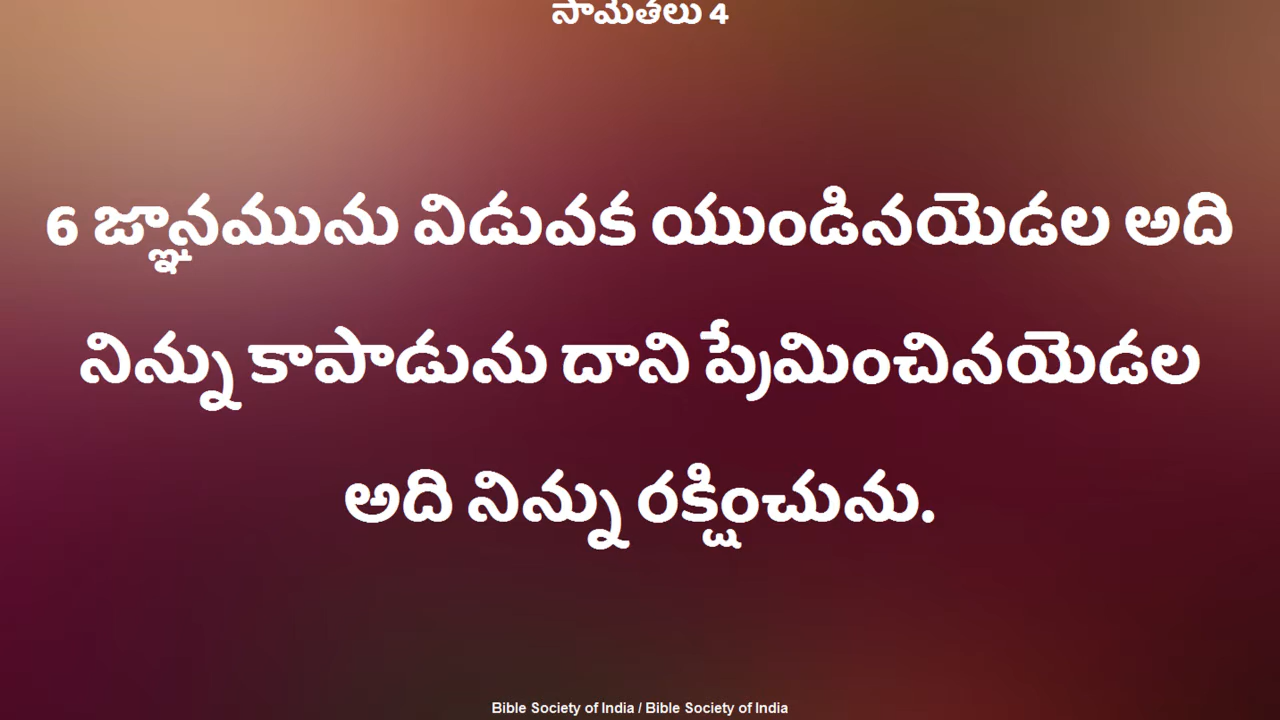 సామెతలు 4
6 జ్ఞానమును విడువక యుండినయెడల అది
నిన్ను కాపాడును దాని ప్రేమించినయెడల
అది నిన్ను రక్షించును.
Bible Society of India / Bible Society of India